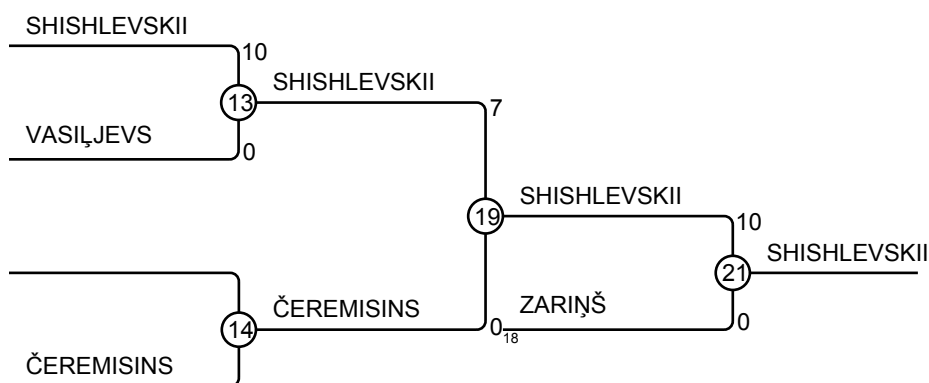 SHISHLEVSKII
10
SHISHLEVSKII
13
7
VASIĻJEVS
0
SHISHLEVSKII
19
10
SHISHLEVSKII
21
ČEREMISINS
ZARIŅŠ
0
14
0
18
ČEREMISINS